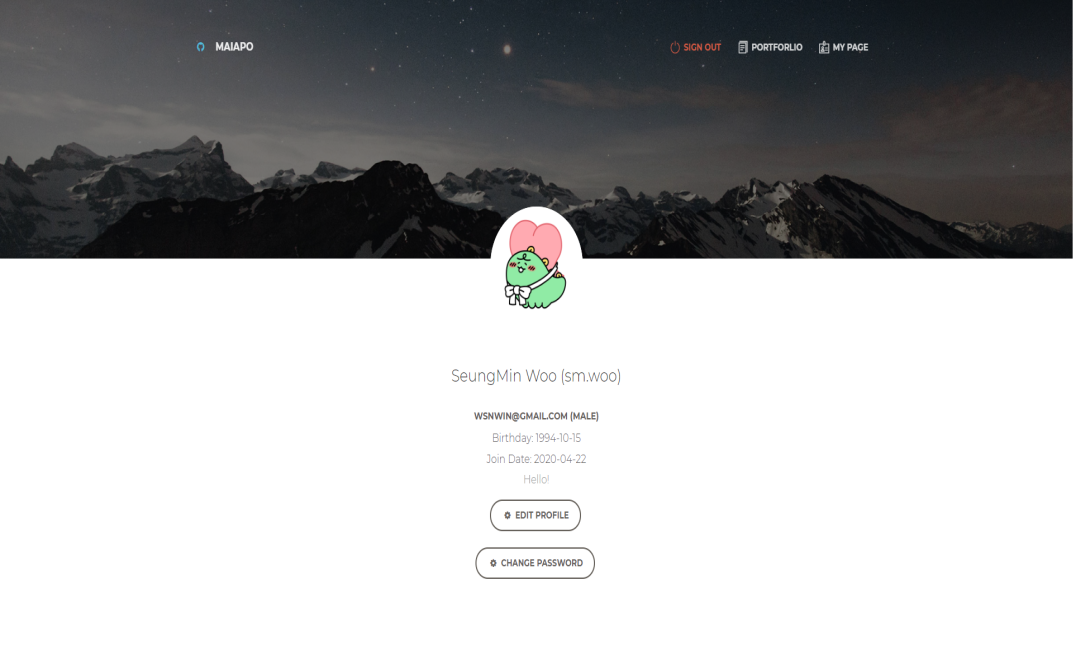 MAIAPO
SIGN OUT PORTFORLIO MY PAGE
SeungMin Woo (sm.woo)
WSNWIN@GMAIL.COM (MALE)
Birthday: 1994-10-15
Join Date: 2020-04-22
Hello!
EDIT PROFILE
CHANGE PASSWORD